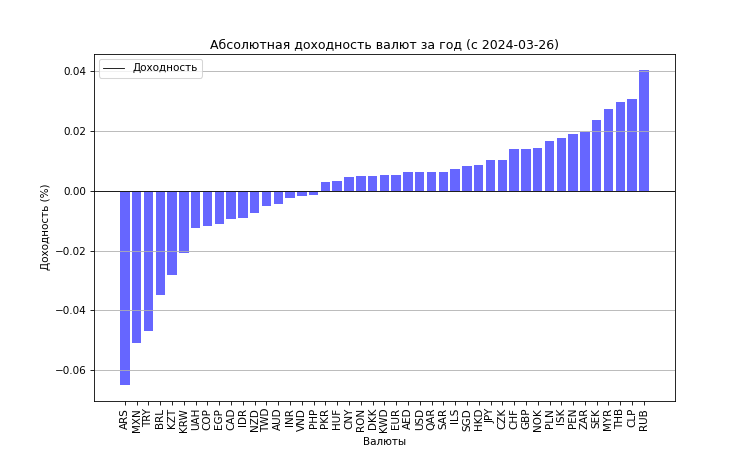 Абсолютная доходность валют за год (с 2024-03-26)
Доходность
0.04
0.02
0.00
−0.02
−0.04
−0.06
Доходность (%)
ARS MXN TRY BRL KZT KRW UAH COP EGP CAD IDR NZD TWD AUD INR VND PHP PKR HUF CNY RON DKK KWD EUR AED USD QAR SAR ILS SGD HKD JPY CZK CHF GBP NOK PLN ISK PEN ZAR SEK MYR THB CLP RUB
Валюты